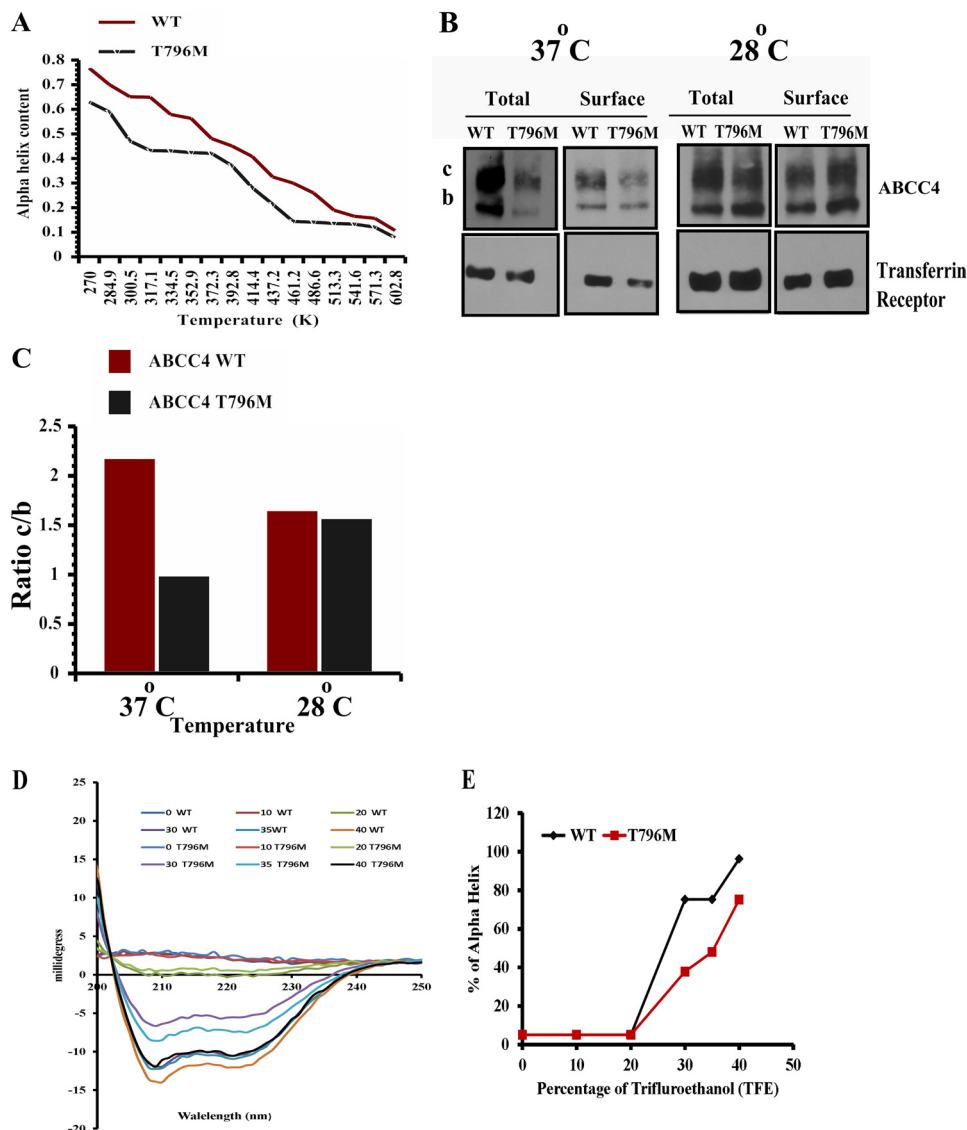 A
WT
T796M
0.8
0.7
0.6
0.5
0.4
0.3
0.2
0.1
0
Alpha helix content
270
284.9
300.5
317.1
334.5
352.9
372.3
392.8
414.4
437.2
461.2
486.6
513.3
541.6
571.3
602.8
Temperature (K)
B
37 °C 28 °C
Total Surface Total Surface
WT T796M WT T796M WT T796M WT T796M
c
b
ABCC4
Transferrin
Receptor
C
ABCC4 WT
ABCC4 T796M
2.5
2
1.5
1
0.5
0
Ratio c/b
37 °C 28 °C
Temperature
D
25
20
15
10
5
0
-5
-10
-15
-20
millidegress
0 WT 10 WT 20 WT
30 WT 35WT 40 WT
0 T796M 10 T796M 20 T796M
30 T796M 35 T796M 40 T796M
200 210 220 230 240 250
Walelength (nm)
E
120
100
80
60
40
20
0
% of Alpha Helix
WT T796M
0 10 20 30 40 50
Percentage of Trifluroethanol (TFE)